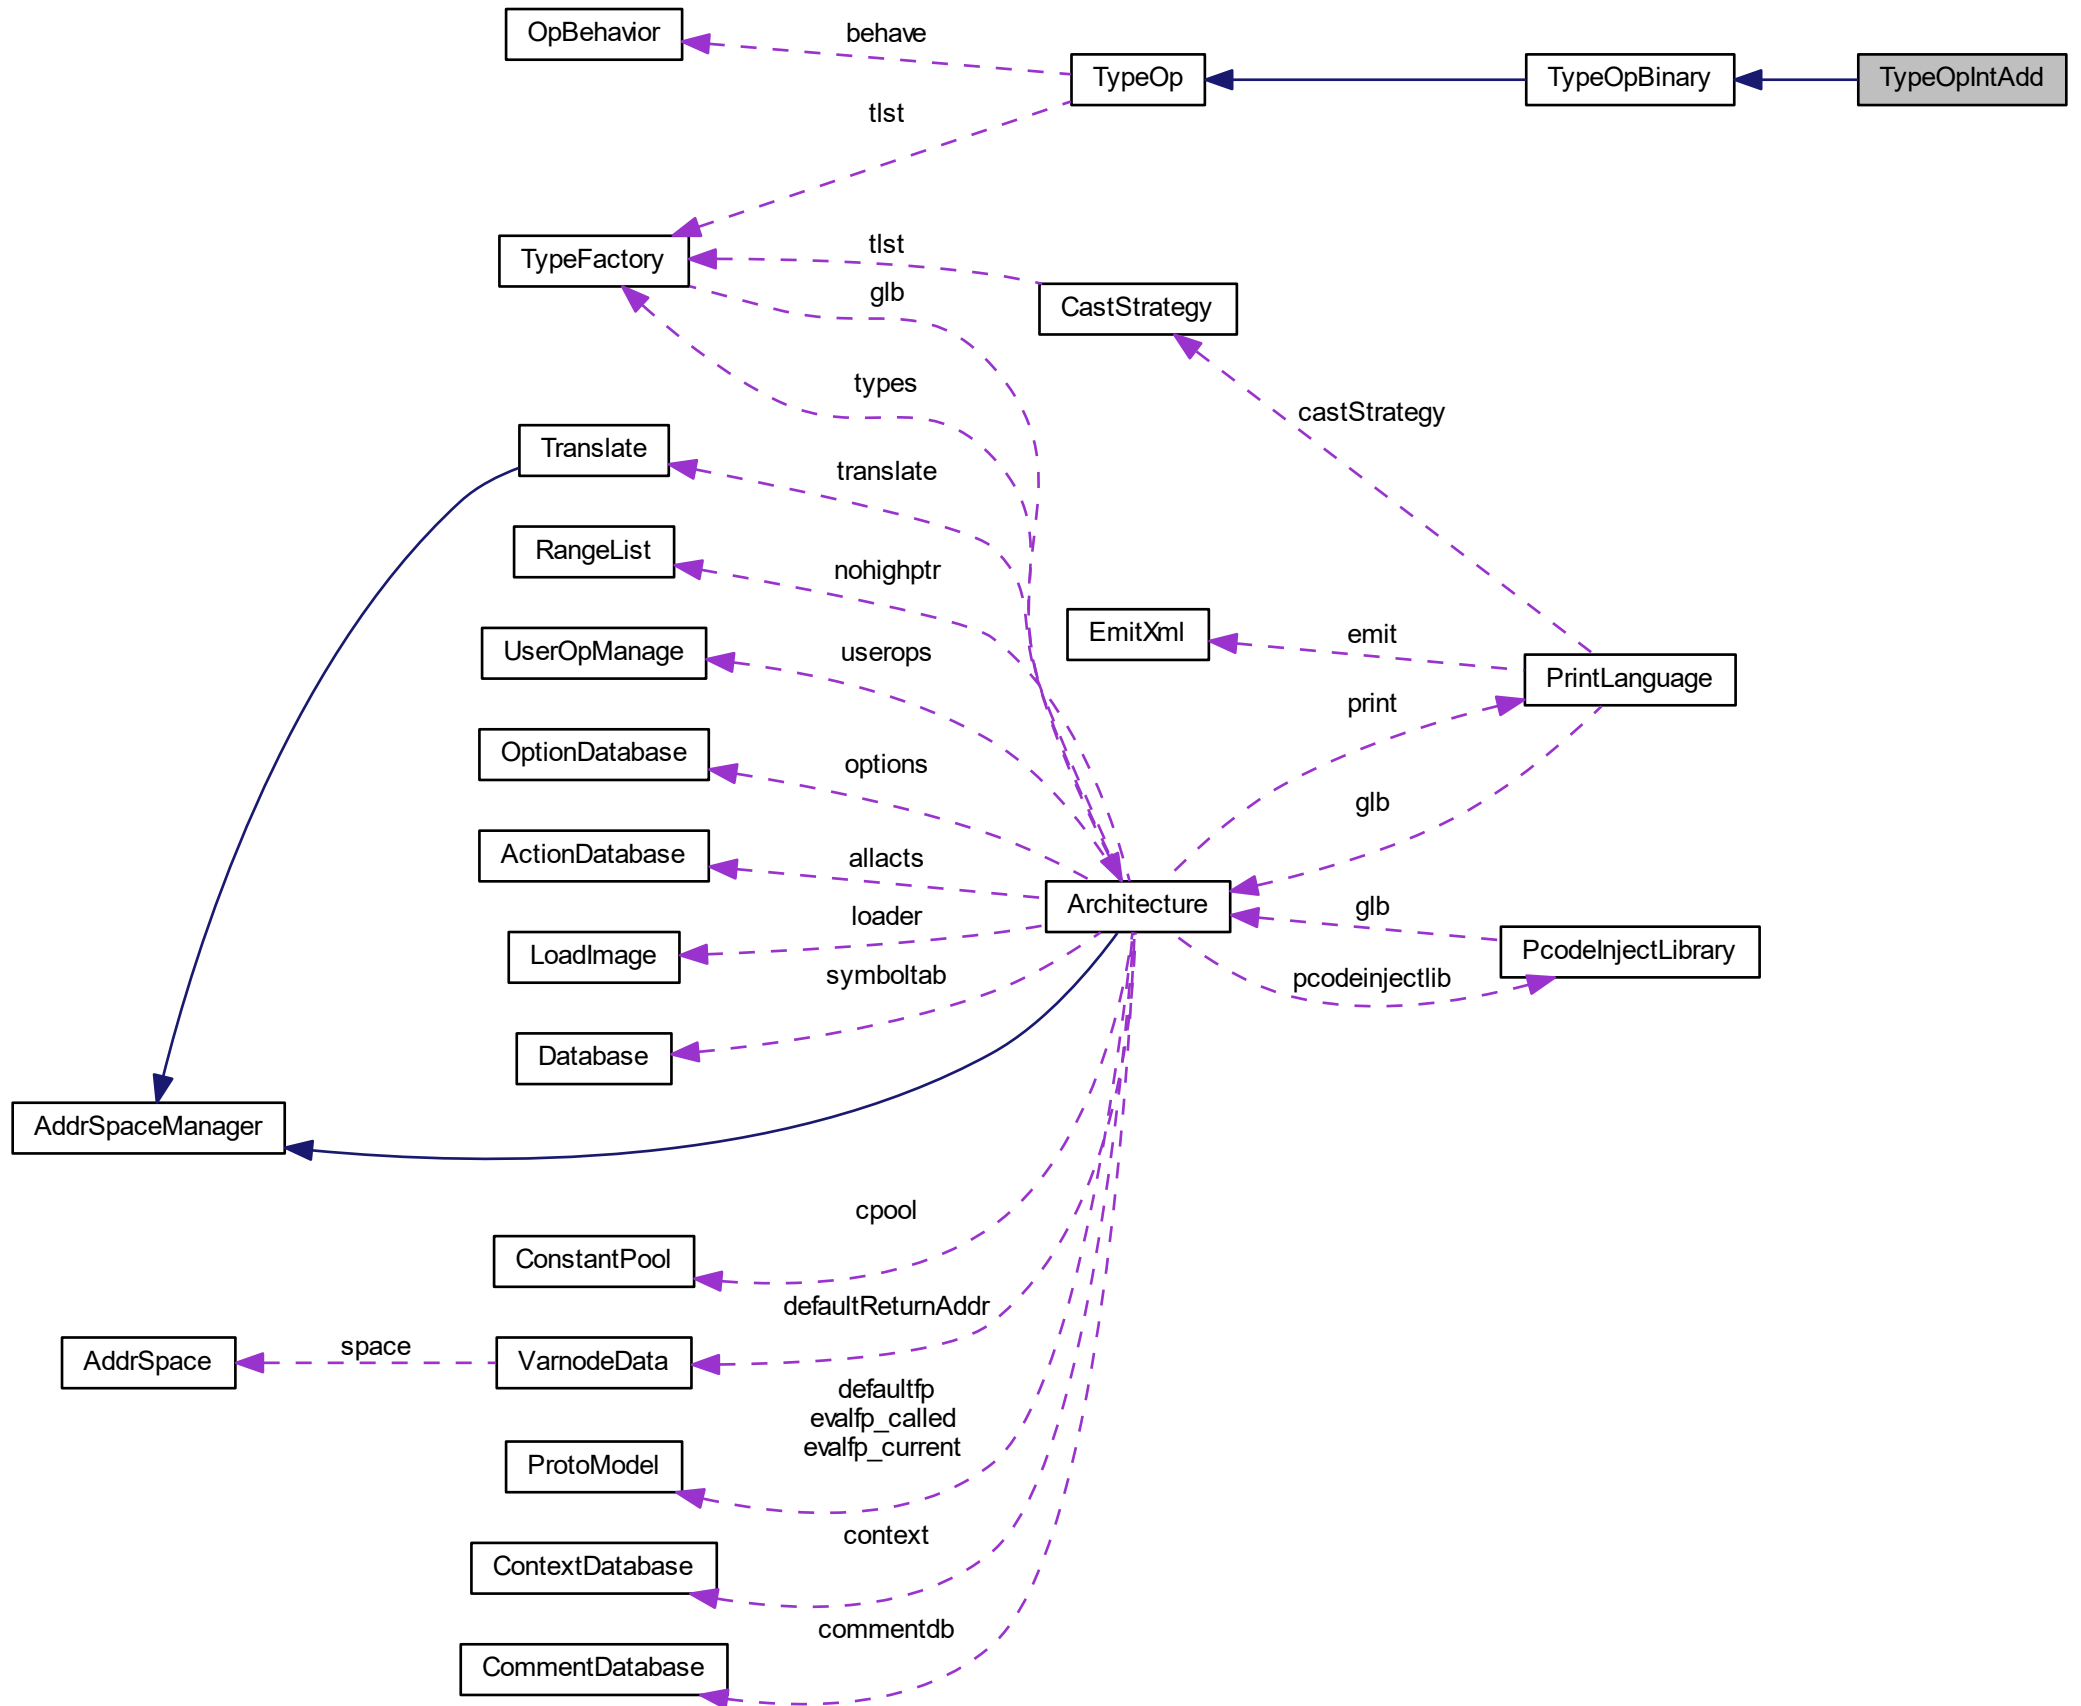 OpBehavior
behave
TypeOp
TypeOpBinary
TypeOpIntAdd
tlst
TypeFactory
tlst
glb
CastStrategy
types
castStrategy
Translate
translate
RangeList
nohighptr
EmitXml
emit
UserOpManage
userops
PrintLanguage
print
OptionDatabase
options
glb
ActionDatabase
allacts
Architecture
glb
LoadImage
loader
PcodeInjectLibrary
symboltab
pcodeinjectlib
Database
AddrSpaceManager
cpool
ConstantPool
defaultReturnAddr
AddrSpace
space
VarnodeData
defaultfp
evalfp_called
evalfp_current
ProtoModel
context
ContextDatabase
commentdb
CommentDatabase